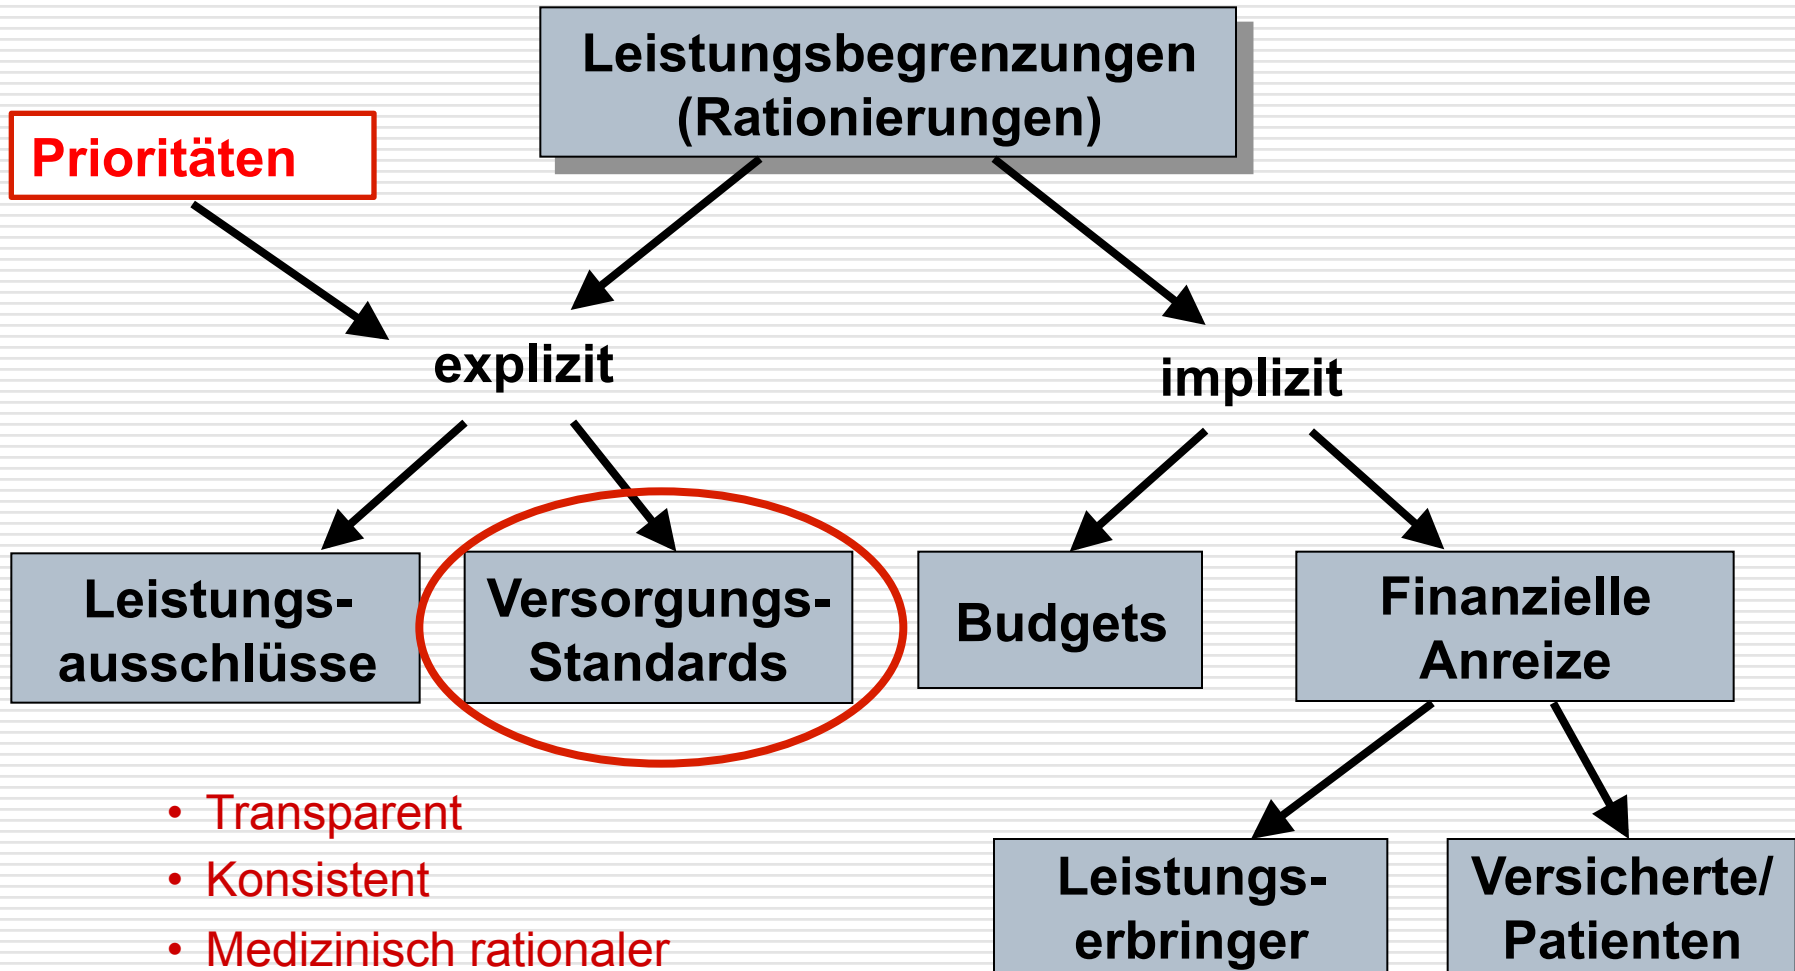 Leistungsbegrenzungen
(Rationierungen)
Prioritäten
explizit
implizit
Leistungs-
ausschlüsse
Versorgungs-
Standards
Budgets
Finanzielle
Anreize
• Transparent
• Konsistent
• Medizinisch rationaler
Leistungs-
erbringer
Versicherte/
Patienten